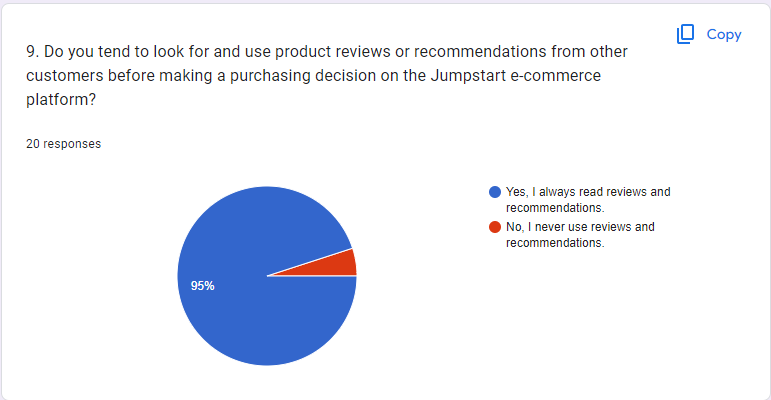 Copy
9. Do you tend to look for and use product reviews or recommendations from other
customers before making a purchasing decision on the Jumpstart e-commerce
platform?
20 responses
Yes, I always read reviews and
recommendations.
No, I never use reviews and
recommendations.
95%